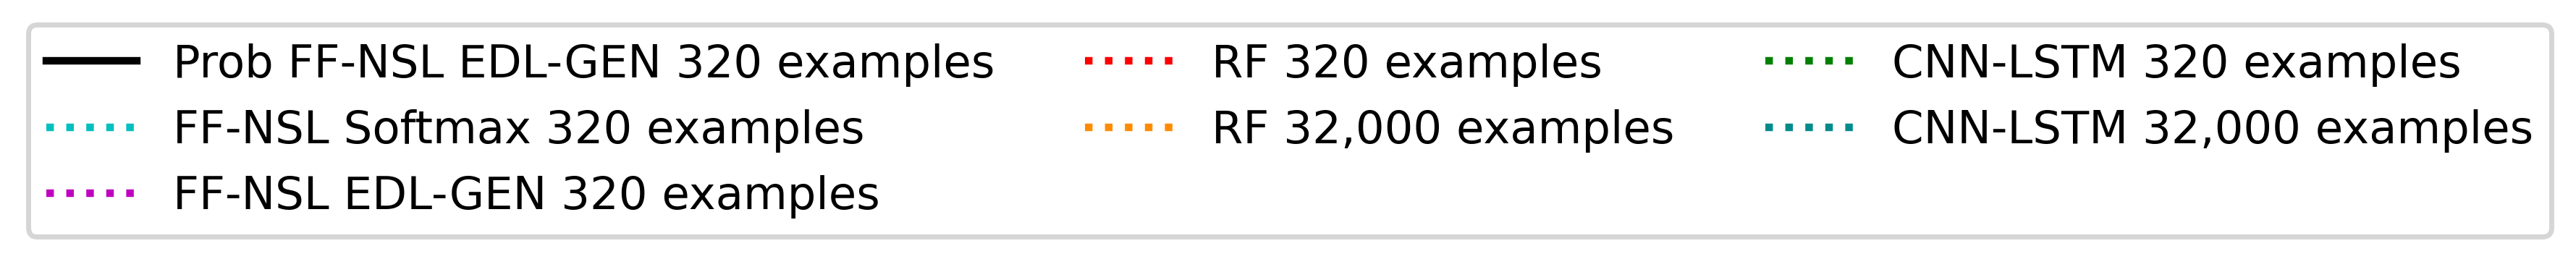 Prob FF-NSL EDL-GEN 320 examples
FF-NSL Softmax 320 examples
FF-NSL EDL-GEN 320 examples
RF 320 examples
RF 32,000 examples
CNN-LSTM 320 examples
CNN-LSTM 32,000 examples